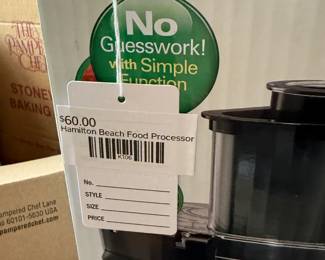 THE
PAMPERED
CHEF
STONE
BAKING
No
Guesswork!
with Simple
Function
$60.00
Hamilton Beach Food Processor
K106
No.
STYLE
SIZE
PRICE
Pampered Chef Lane
60101-5630 USA
pamperedchef.com